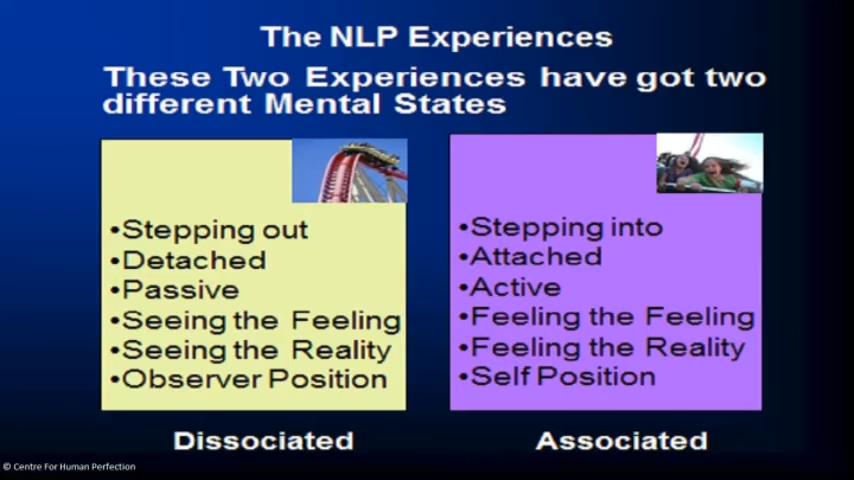 The NLP Experiences
These Two Experiences have got two
different Mental States
•Stepping out
•Detached
•Passive
•Seeing the Feeling
•Seeing the Reality
•Observer Position
•Stepping into
•Attached
•Active
•Feeling the Feeling
•Feeling the Reality
•Self Position
Dissociated
Associated
© Centre For Human Perfection